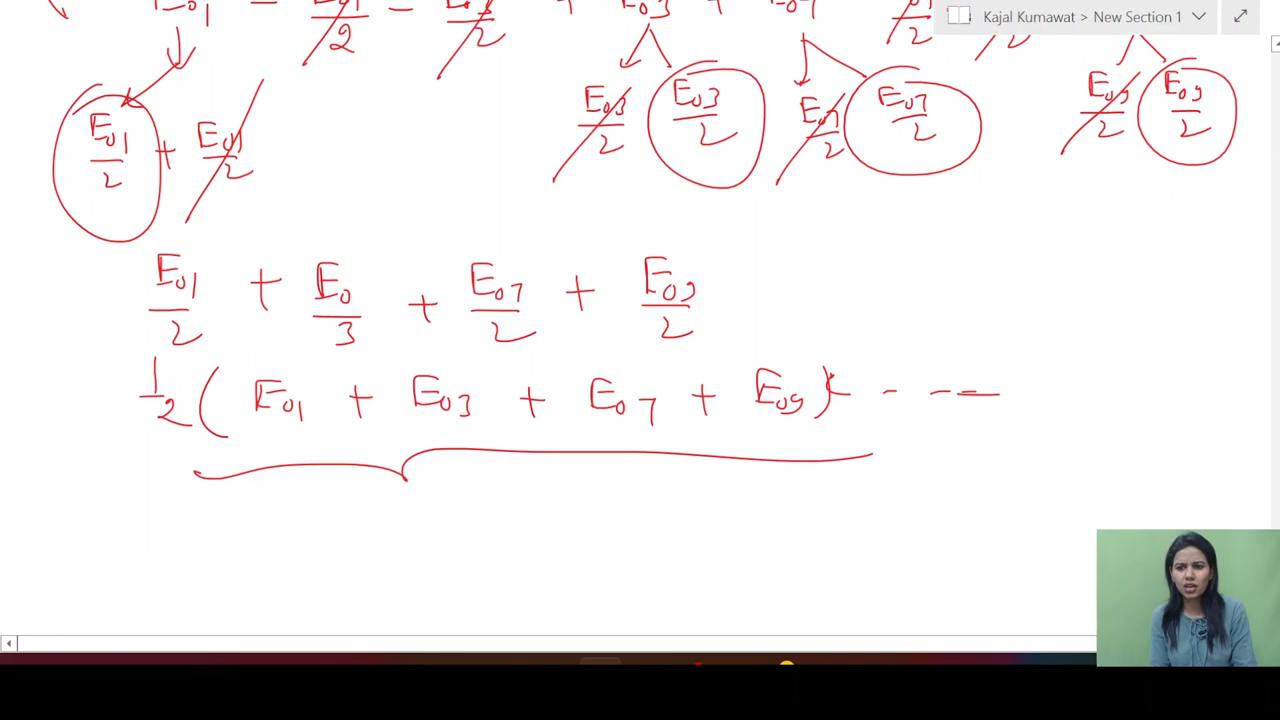 Kajal Kumawat > New Section 1
E01/2 + E01/2 E03/2 E03/2 E07/2 E07/2 E09/2 E09/2
E01/2 + E0/3 + E07/2 + E09/2
1/2 ( E01 + E03 + E07 + E09 ) - - -